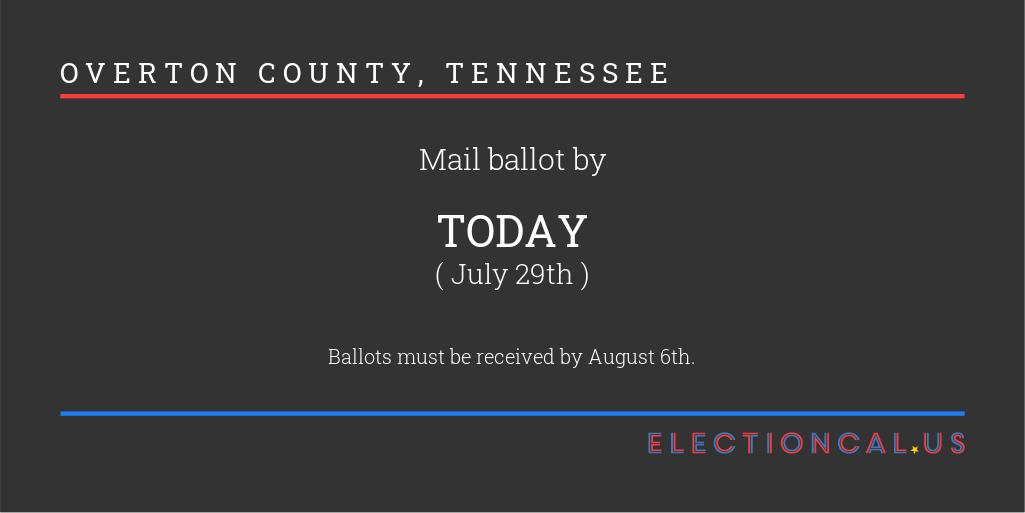 OVERTON COUNTY, TENNESSEE
Mail ballot by
TODAY
( July 29th )
Ballots must be received by August 6th.
ELECTIONCAL.US